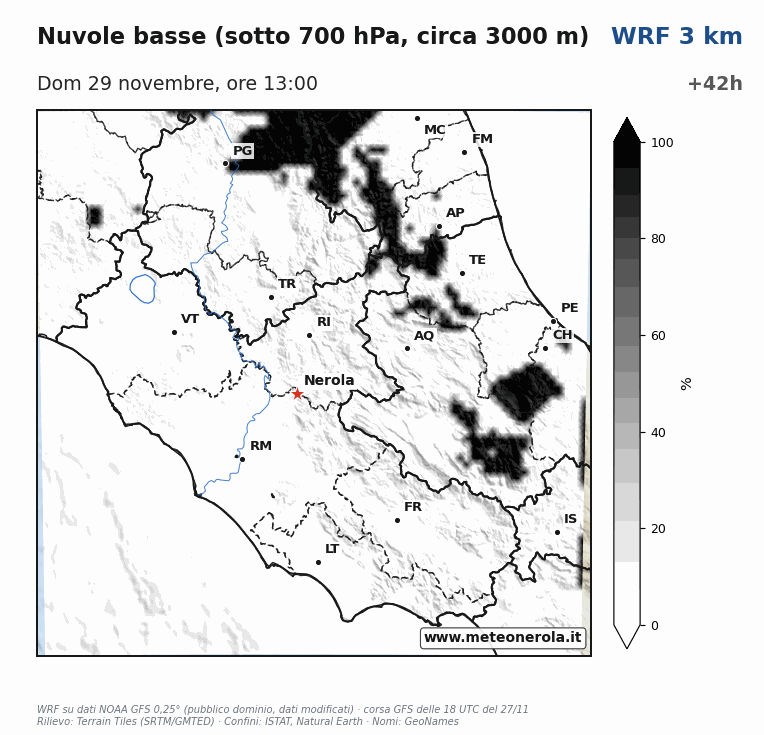 Nuvole basse (sotto 700 hPa, circa 3000 m) WRF 3 km
Dom 29 novembre, ore 13:00 +42h
MC
FM
PG
AP
TE
TR
PE
VT
RI
AQ
CH
Nerola
RM
FR
IS
LT
www.meteonerola.it
100
80
60
40
20
0
%
WRF su dati NOAA GFS 0,25° (pubblico dominio, dati modificati) · corsa GFS delle 18 UTC del 27/11
Rilievo: Terrain Tiles (SRTM/GMTED) · Confini: ISTAT, Natural Earth · Nomi: GeoNames